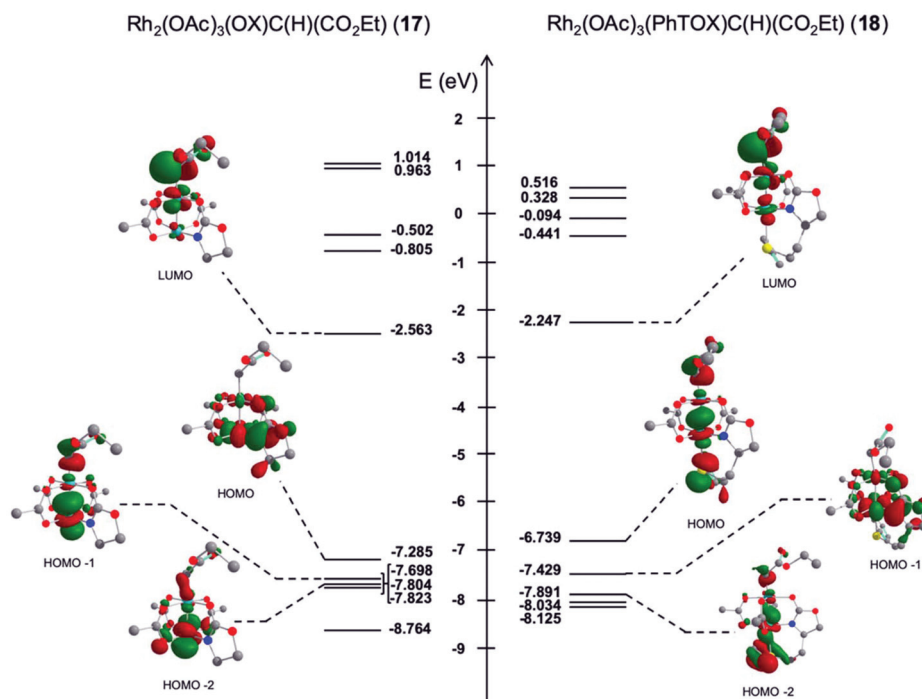 Rh2(OAc)3(OX)C(H)(CO2Et) (17)
Rh2(OAc)3(PhTOX)C(H)(CO2Et) (18)
E (eV)
2
1
0
-1
-2
-3
-4
-5
-6
-7
-8
-9
1.014
0.963
-0.502
-0.805
-2.563
-7.285
-7.698
-7.804
-7.823
-8.764
LUMO
HOMO
HOMO -1
HOMO -2
0.516
0.328
-0.094
-0.441
-2.247
-6.739
-7.429
-7.891
-8.034
-8.125
LUMO
HOMO
HOMO -1
HOMO -2